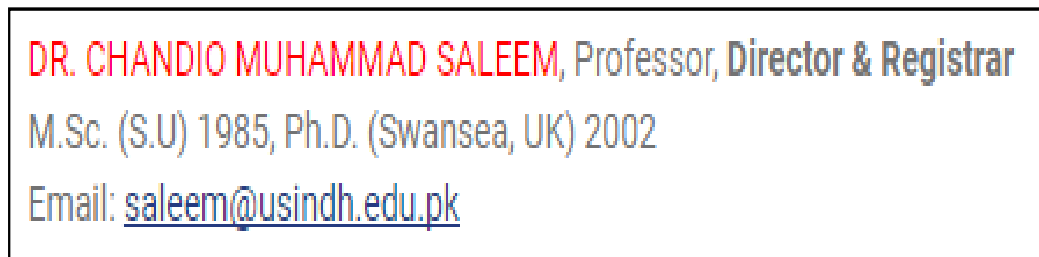 DR. CHANDIO MUHAMMAD SALEEM, Professor, Director & Registrar
M.Sc. (S.U) 1985, Ph.D. (Swansea, UK) 2002
Email: saleem@usindh.edu.pk